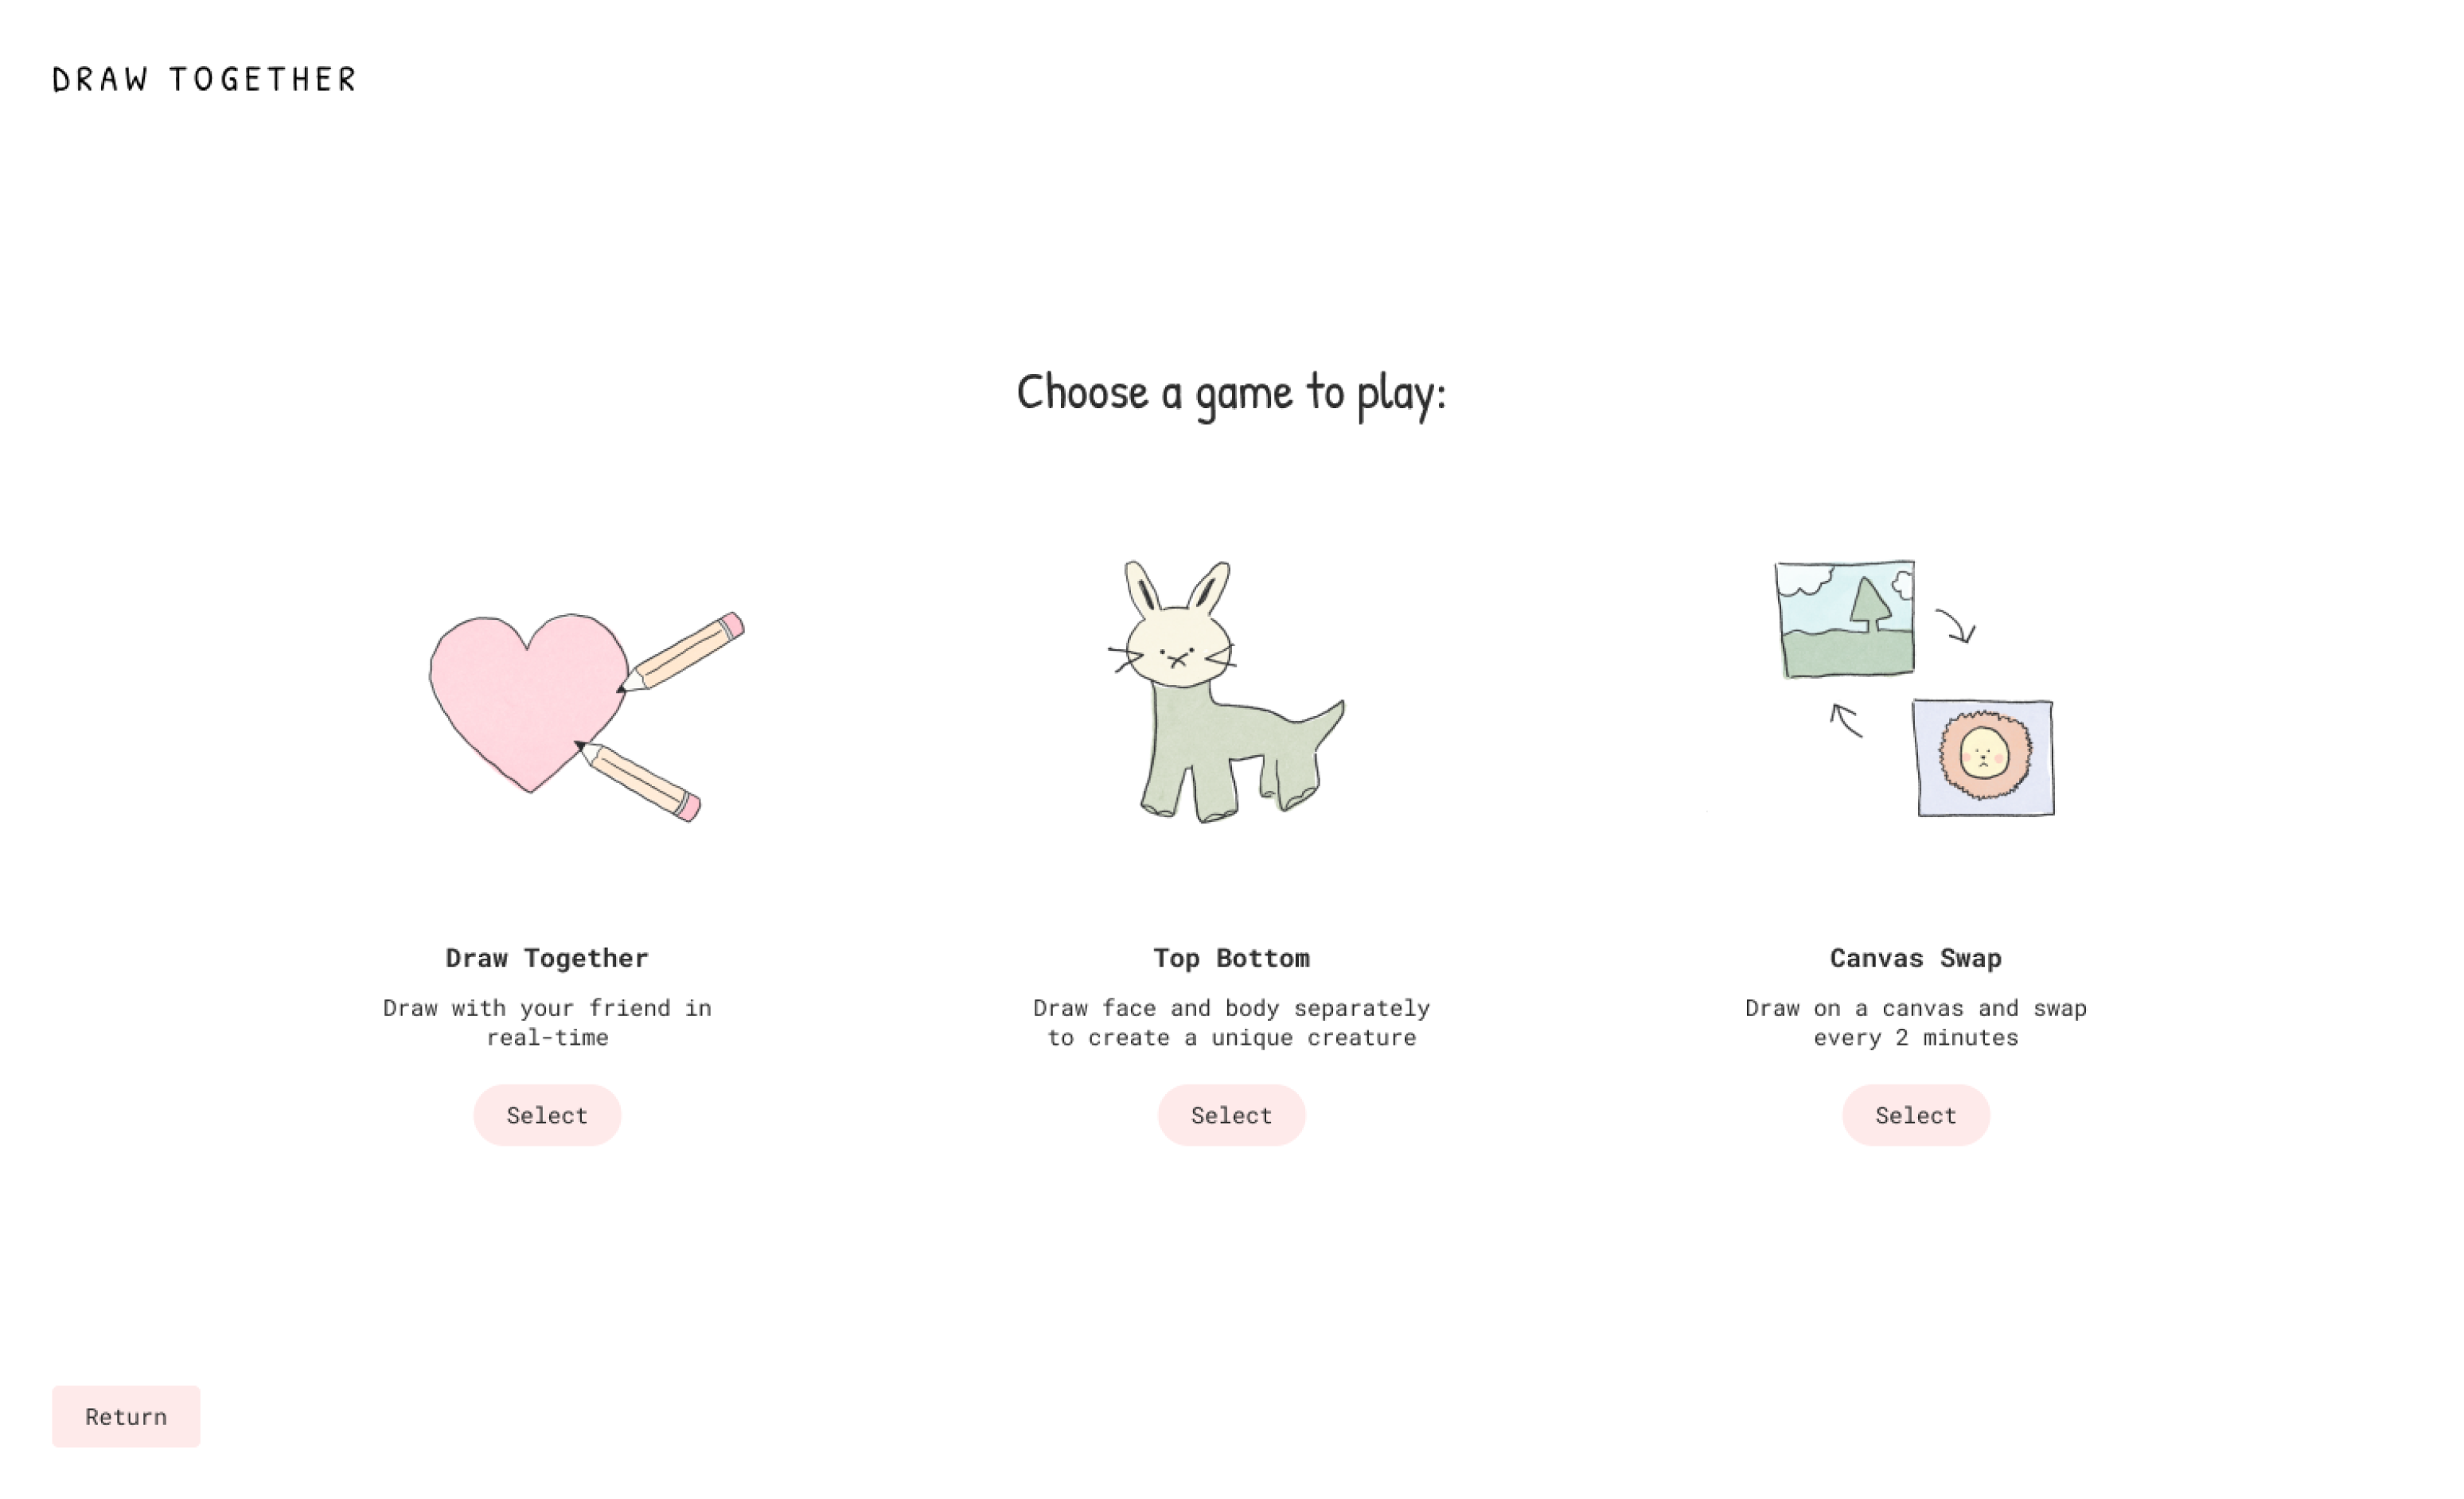 DRAW TOGETHER
Choose a game to play:
Draw Together
Draw with your friend in
real-time
Select
Top Bottom
Draw face and body separately
to create a unique creature
Select
Canvas Swap
Draw on a canvas and swap
every 2 minutes
Select
Return